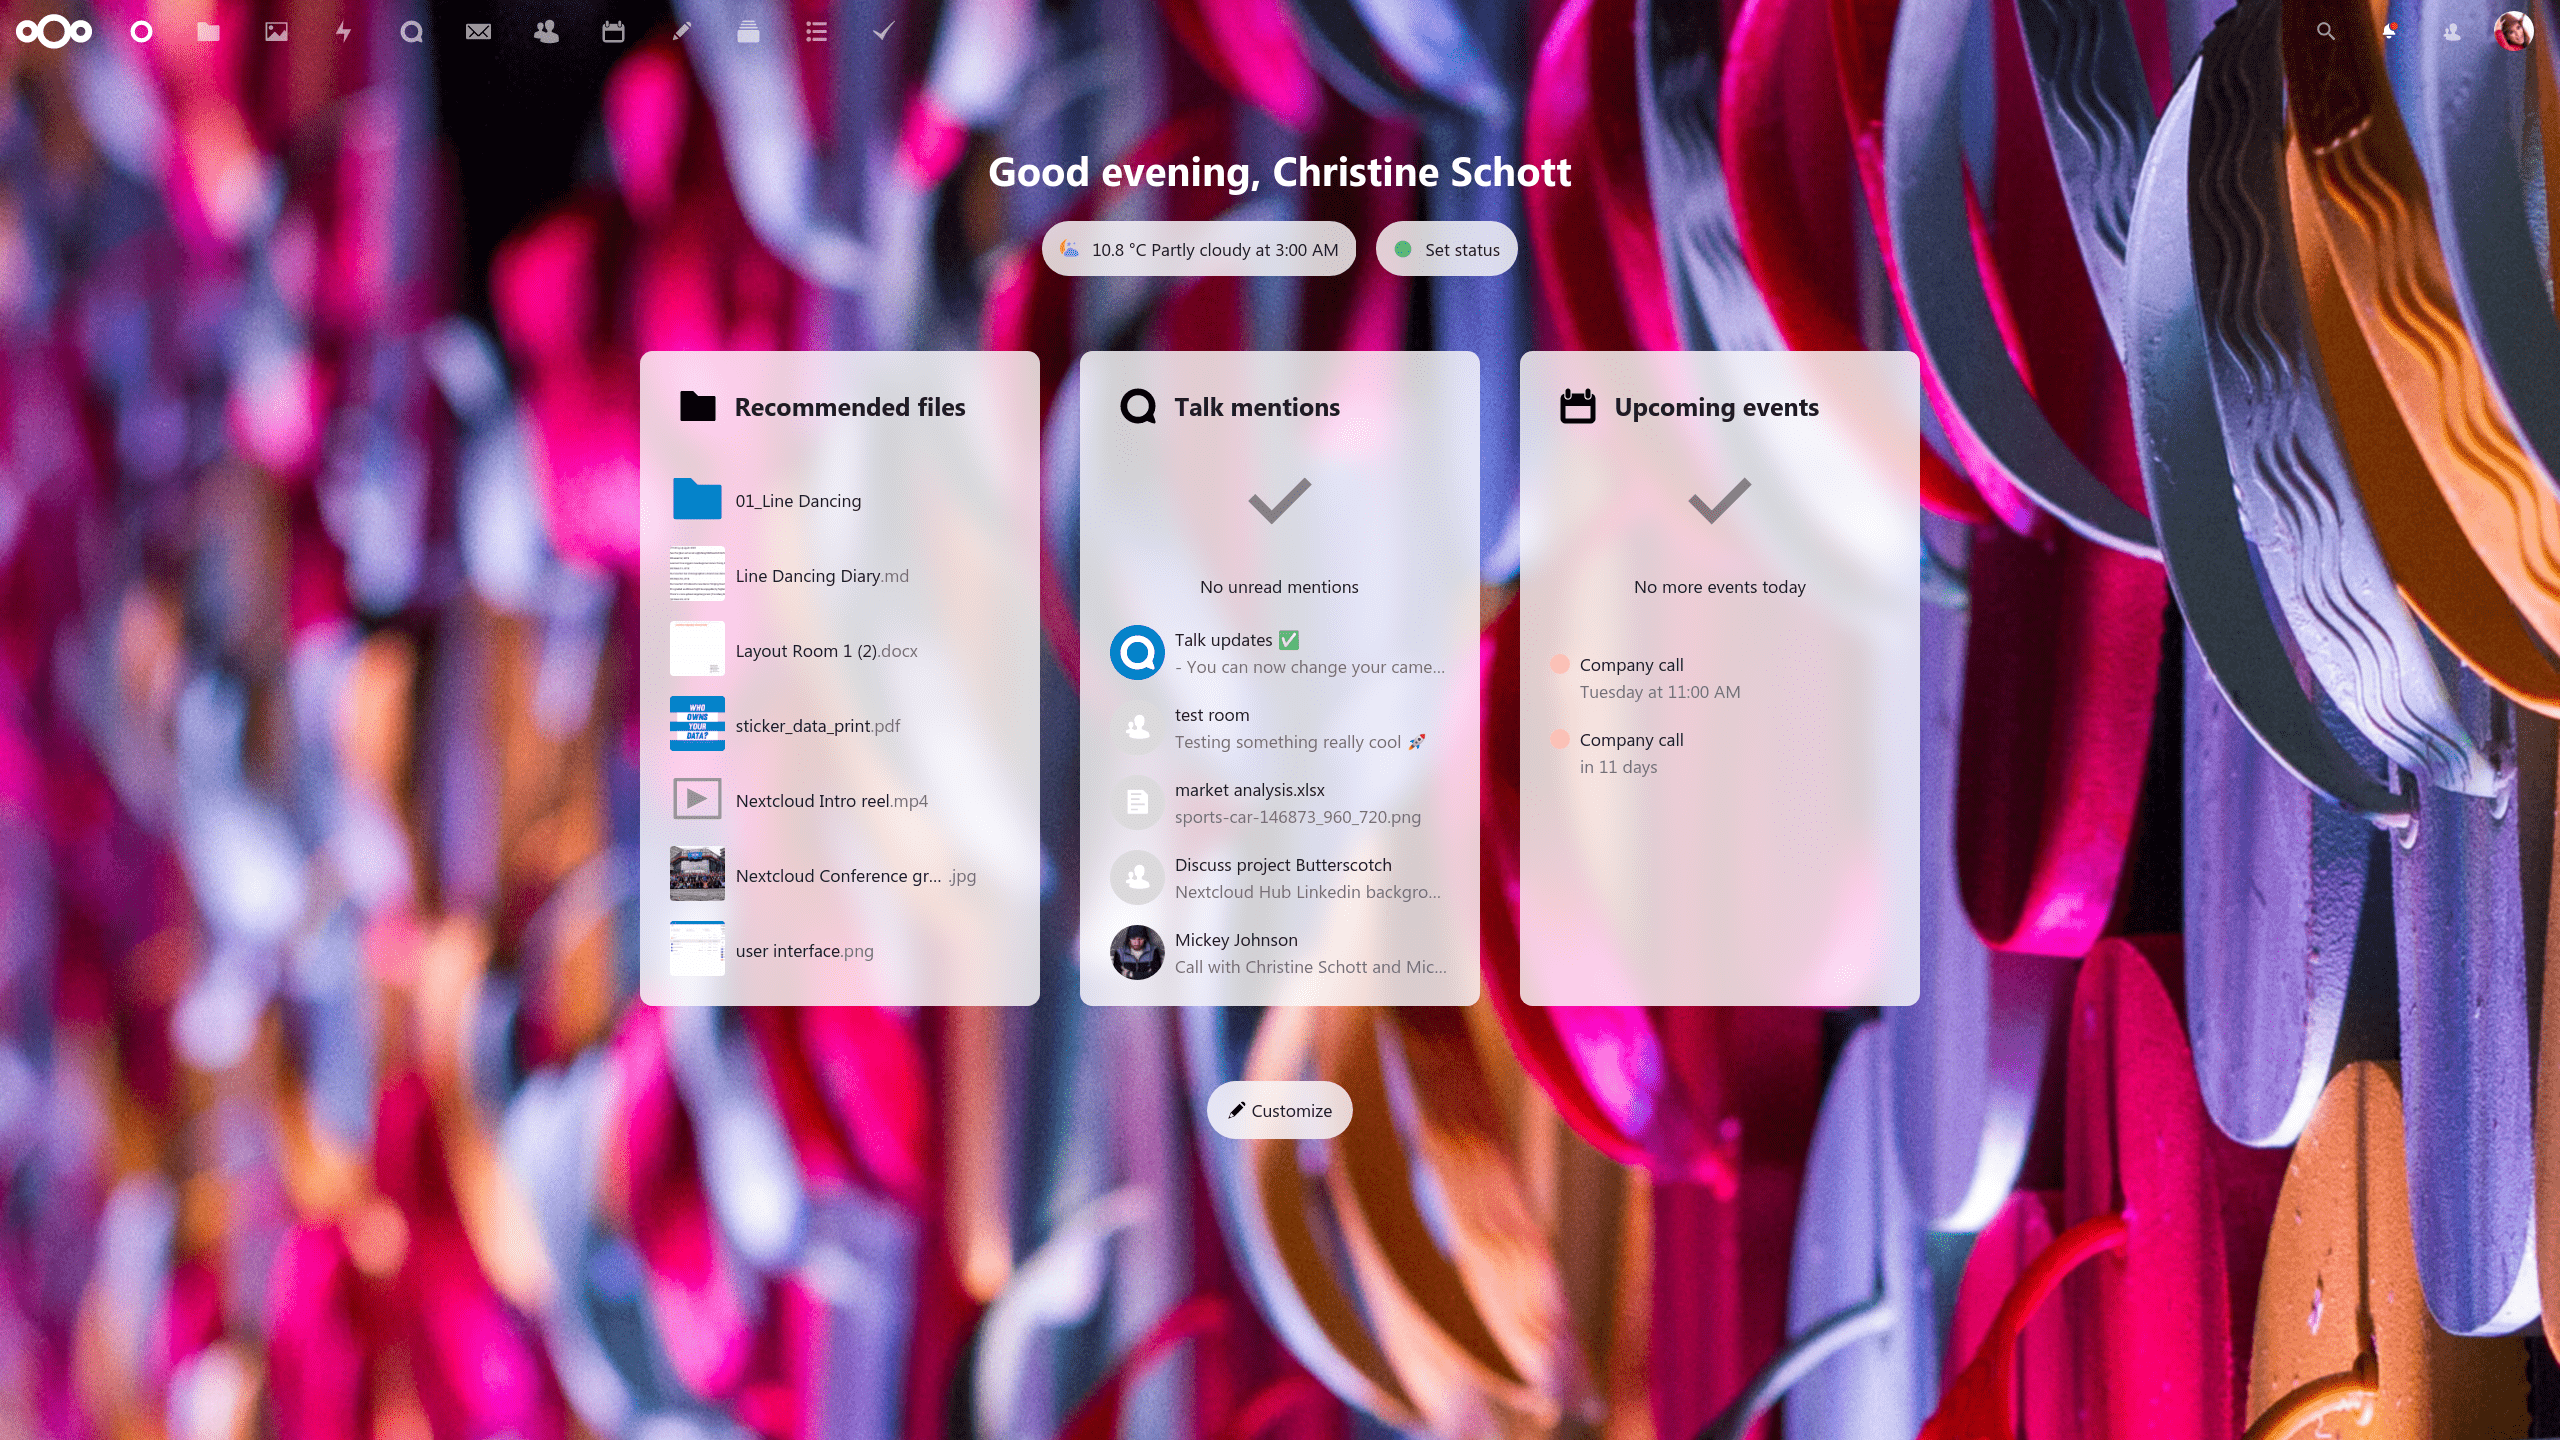 Good evening, Christine Schott
10.8 °C Partly cloudy at 3:00 AM
Set status
Recommended files
01_Line Dancing
Line Dancing Diary.md
Layout Room 1 (2).docx
WHO
OWNS
YOUR
DATA?
sticker_data_print.pdf
Nextcloud Intro reel.mp4
Nextcloud Conference gr... .jpg
user interface.png
Talk mentions
No unread mentions
Talk updates ✅
- You can now change your came...
test room
Testing something really cool 🚀
market analysis.xlsx
sports-car-146873_960_720.png
Discuss project Butterscotch
Nextcloud Hub Linkedin backgro...
Mickey Johnson
Call with Christine Schott and Mic...
Upcoming events
No more events today
Company call
Tuesday at 11:00 AM
Company call
in 11 days
Customize